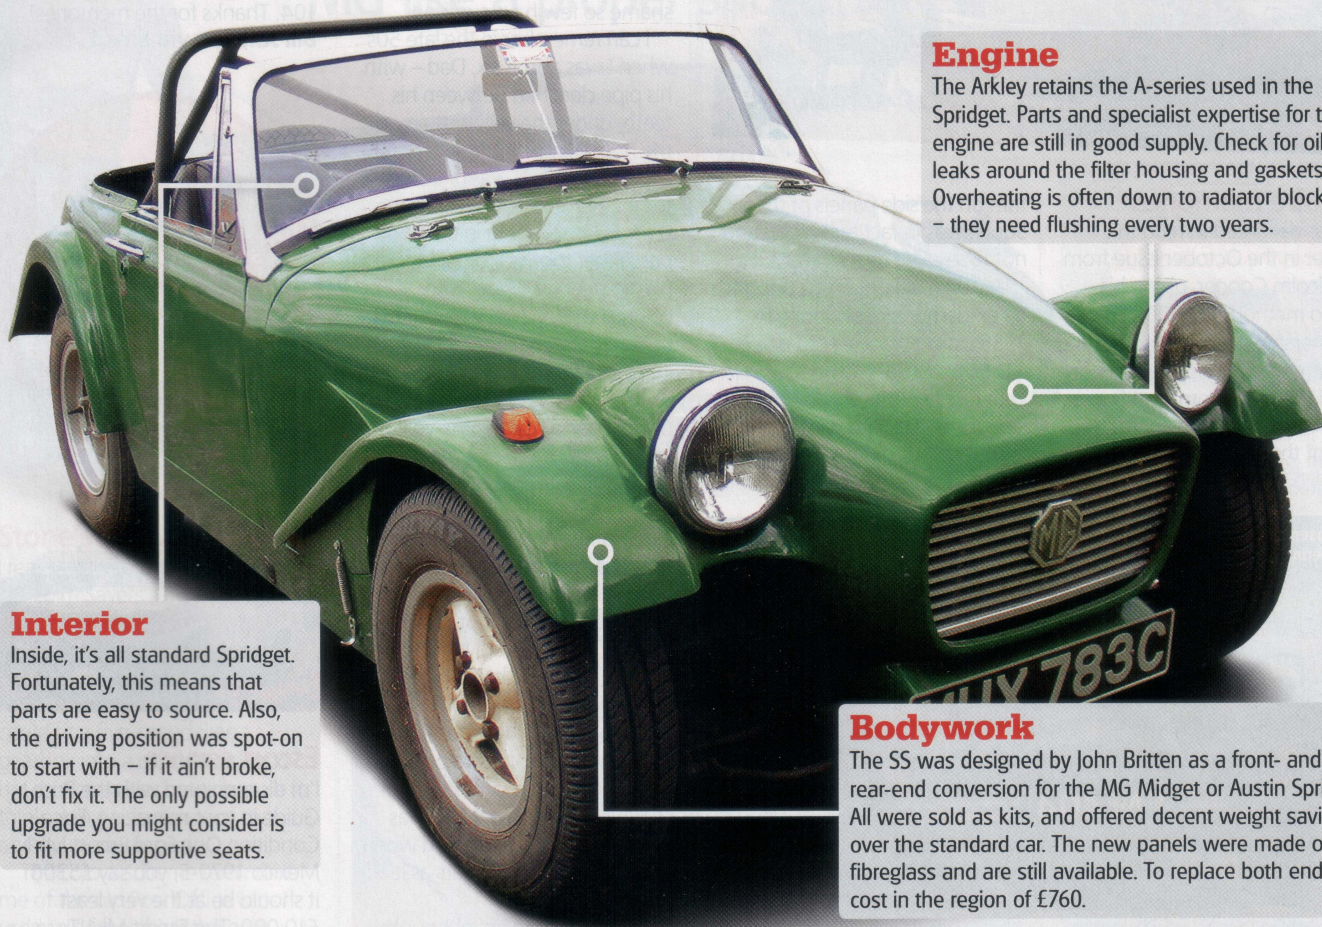 Engine
The Arkley retains the A-series used in the
Spridget. Parts and specialist expertise for
engine are still in good supply. Check for oil
leaks around the filter housing and gaskets
Overheating is often down to radiator block
– they need flushing every two years.
MG
783C
Interior
Inside, it's all standard Spridget.
Fortunately, this means that
parts are easy to source. Also,
the driving position was spot-on
to start with – if it ain't broke,
don't fix it. The only possible
upgrade you might consider is
to fit more supportive seats.
Bodywork
The SS was designed by John Britten as a front- and
rear-end conversion for the MG Midget or Austin Spr
All were sold as kits, and offered decent weight savi
over the standard car. The new panels were made o
fibreglass and are still available. To replace both end
cost in the region of £760.